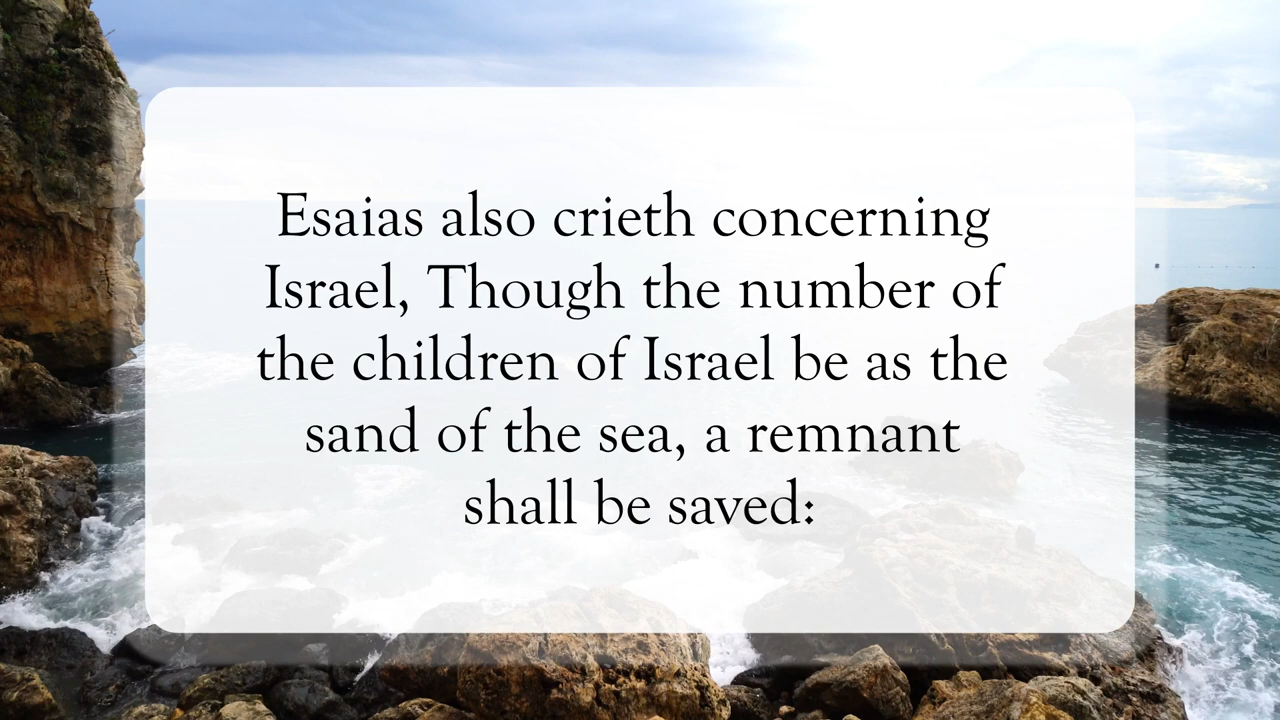 Esaias also crieth concerning
Israel, Though the number of
the children of Israel be as the
sand of the sea, a remnant
shall be saved: